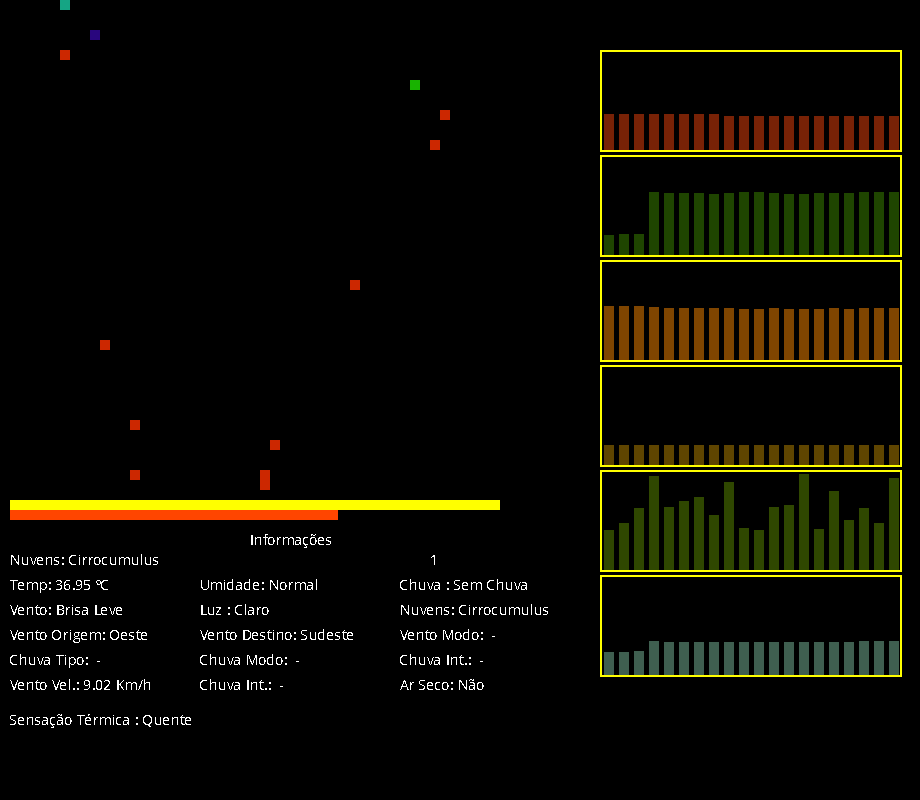 Informações
Nuvens: Cirrocumulus 1
Temp: 36.95 ºC Umidade: Normal Chuva : Sem Chuva
Vento: Brisa Leve Luz : Claro Nuvens: Cirrocumulus
Vento Origem: Oeste Vento Destino: Sudeste Vento Modo: -
Chuva Tipo: - Chuva Modo: - Chuva Int.: -
Vento Vel.: 9.02 Km/h Chuva Int.: - Ar Seco: Não
Sensação Térmica : Quente